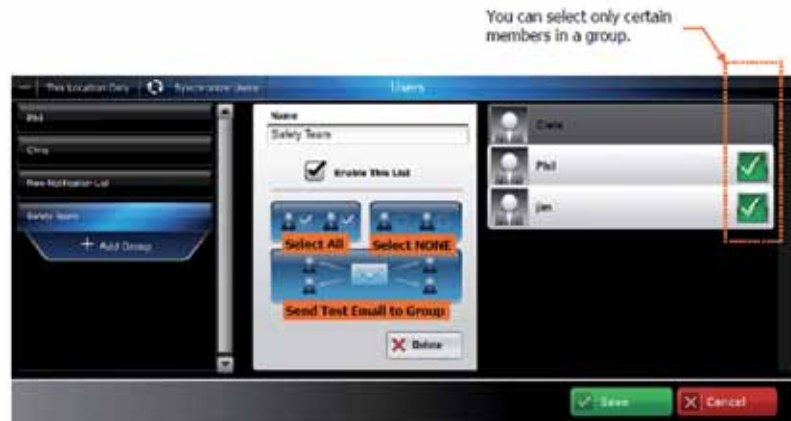 You can select only certain
members in a group.
This Location Only
Synchronize Users
Users
Phil
Chris
New Notification List
Safety Team
+ Add Group
Name
Safety Team
Enable This List
Select All
Select NONE
Send Test Email to Group
Delete
Chris
Phil
Jim
Save
Cancel